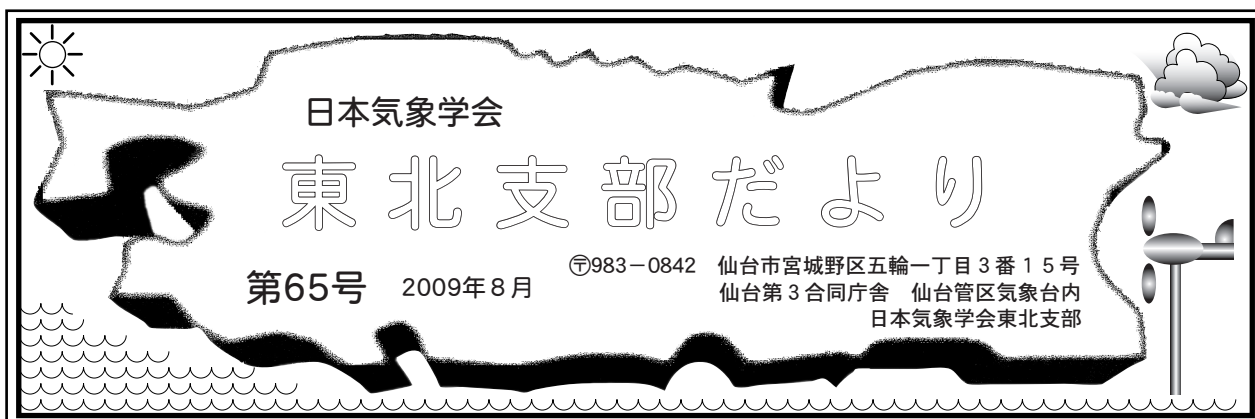 日本気象学会
東北支部だより
第65号　2009年8月
〶983－0842　仙台市宮城野区五輪一丁目3番15号
仙台第3合同庁舎　仙台管区気象台内
日本気象学会東北支部